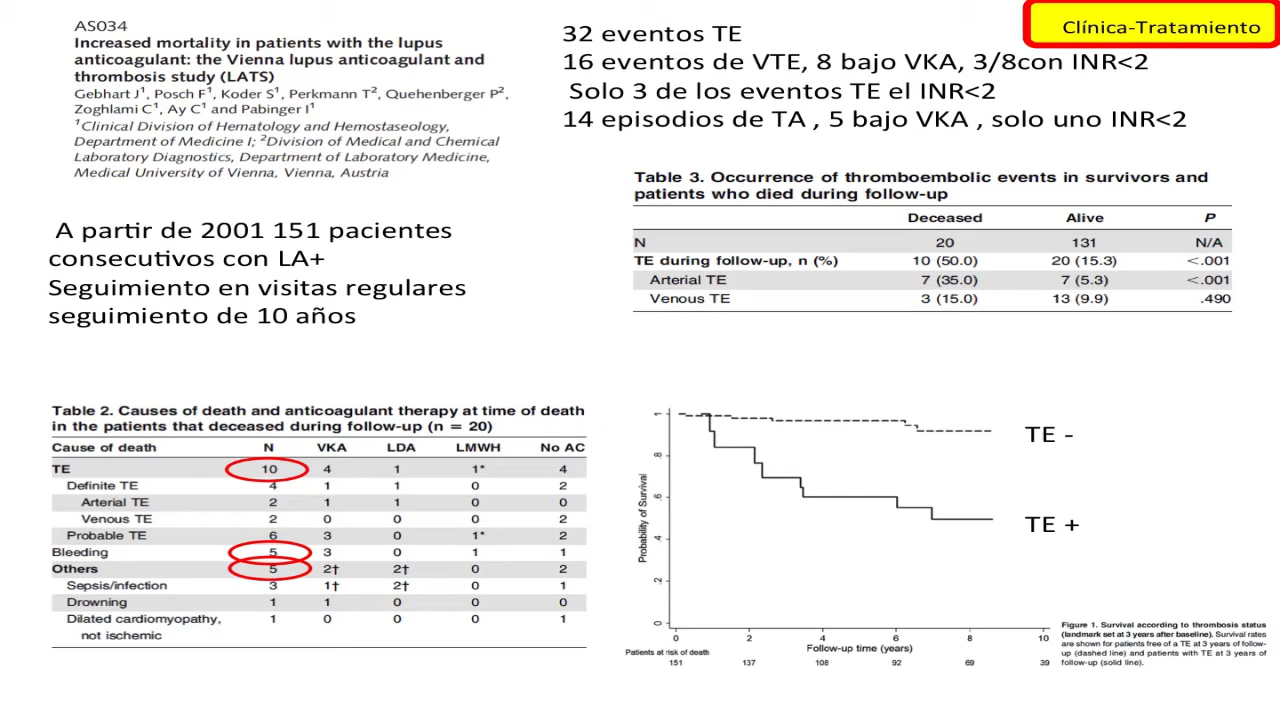 AS034
Increased mortality in patients with the lupus
anticoagulant: the Vienna lupus anticoagulant and
thrombosis study (LATS)
Gebhart J¹, Posch F¹, Koder S¹, Perkmann T², Quehenberger P²,
Zoghlami C¹, Ay C¹ and Pabinger I¹
¹Clinical Division of Hematology and Hemostaseology,
Department of Medicine I; ²Division of Medical and Chemical
Laboratory Diagnostics, Department of Laboratory Medicine,
Medical University of Vienna, Vienna, Austria
A partir de 2001 151 pacientes
consecutivos con LA+
Seguimiento en visitas regulares
seguimiento de 10 años
Clínica-Tratamiento
32 eventos TE
16 eventos de VTE, 8 bajo VKA, 3/8con INR<2
Solo 3 de los eventos TE el INR<2
14 episodios de TA , 5 bajo VKA , solo uno INR<2
Table 3. Occurrence of thromboembolic events in survivors and
patients who died during follow-up
Deceased Alive P
N 20 131 N/A
TE during follow-up, n (%) 10 (50.0) 20 (15.3) <.001
Arterial TE 7 (35.0) 7 (5.3) <.001
Venous TE 3 (15.0) 13 (9.9) .490
Table 2. Causes of death and anticoagulant therapy at time of death
in the patients that deceased during follow-up (n = 20)
Cause of death N VKA LDA LMWH No AC
TE 10 4 1 1* 4
Definite TE 4 1 1 0 2
Arterial TE 2 1 1 0 0
Venous TE 2 0 0 0 2
Probable TE 6 3 0 1* 2
Bleeding 5 3 0 1 1
Others 5 2† 2† 0 2
Sepsis/infection 3 1† 2† 0 1
Drowning 1 1 0 0 0
Dilated cardiomyopathy, 1 0 0 0 1
not ischemic
Probability of Survival
1
.8
.6
.4
.2
0
TE -
TE +
0 2 4 6 8 10
Follow-up time (years)
Patients at risk of death
151 137 108 92 69 39
Figure 1. Survival according to thrombosis status
(landmark set at 3 years after baseline). Survival rates
are shown for patients free of a TE at 3 years of follow-
up (dashed line) and patients with TE at 3 years of
follow-up (solid line).